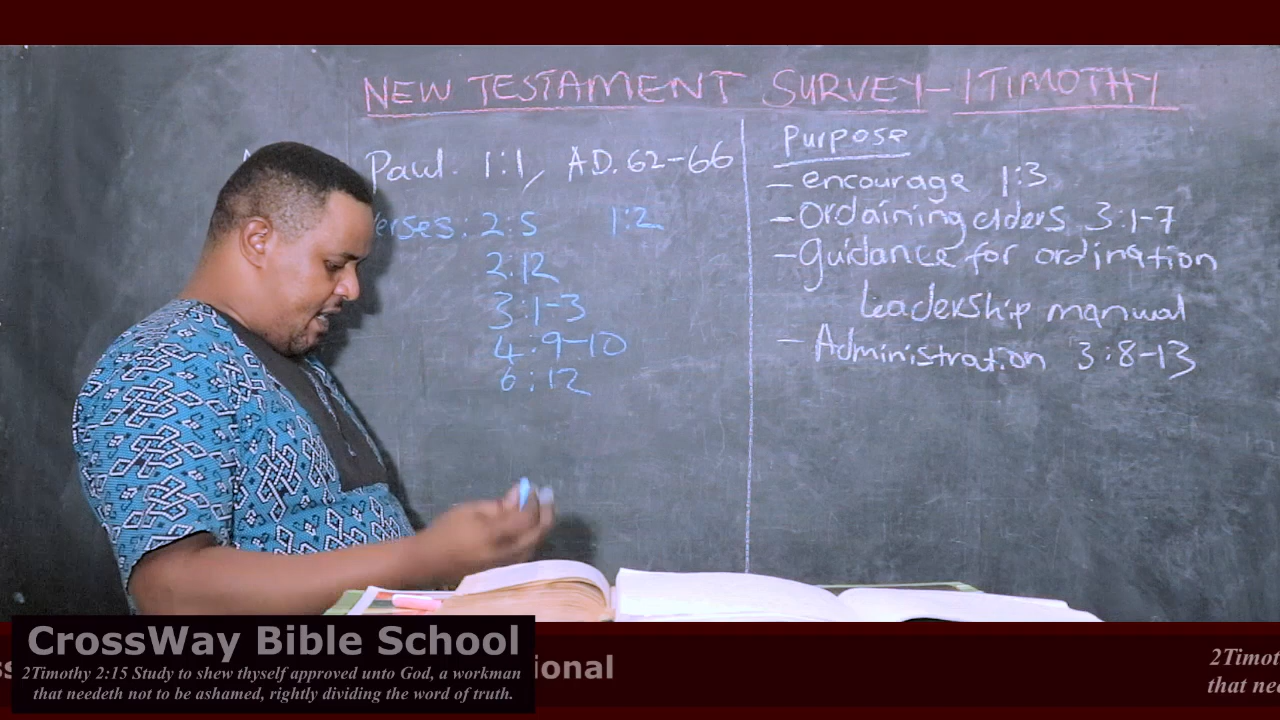 NEW TESTAMENT SURVEY - 1 TIMOTHY
Paul. 1:1, AD. 62-66
erses: 2:5 1:2
2:12
3:1-3
4:9-10
6:12
Purpose
- encourage 1:3
- Ordaining elders 3:1-7
- Guidance for ordination
Leadership manual
- Administration 3:8-13
CrossWay Bible School
2Timothy 2:15 Study to shew thyself approved unto God, a workman
that needeth not to be ashamed, rightly dividing the word of truth.
ional
2Timot
that nee